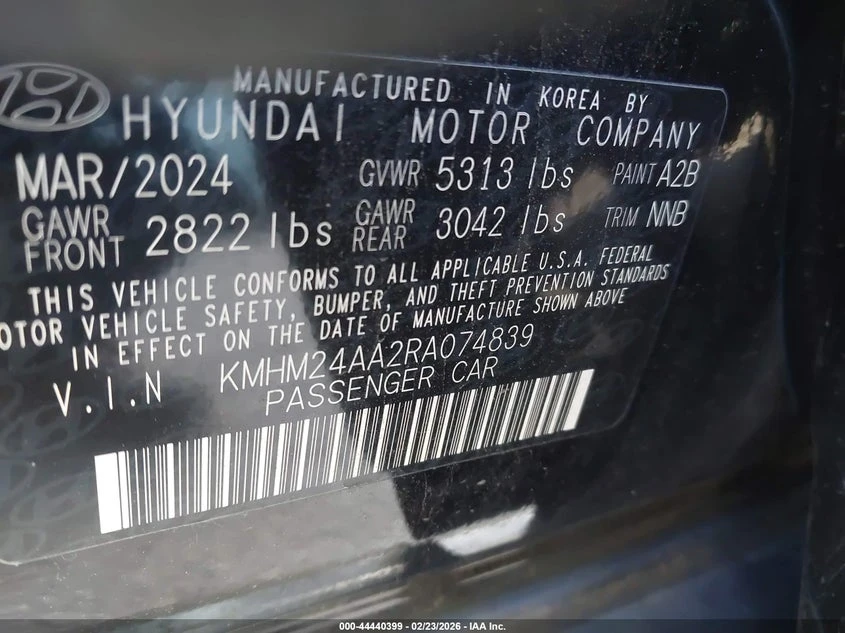 MANUFACTURED IN KOREA BY
HYUNDAI MOTOR COMPANY
MAR/2024 GVWR 5313 lbs PAINT A2B
GAWR FRONT 2822 lbs GAWR REAR 3042 lbs TRIM NNB
THIS VEHICLE CONFORMS TO ALL APPLICABLE U.S.A. FEDERAL
OTOR VEHICLE SAFETY, BUMPER, AND THEFT PREVENTION STANDARDS
IN EFFECT ON THE DATE OF MANUFACTURE SHOWN ABOVE
V.I.N KMHM24AA2RA074839
PASSENGER CAR
000-44440399 - 02/23/2026 - IAA Inc.